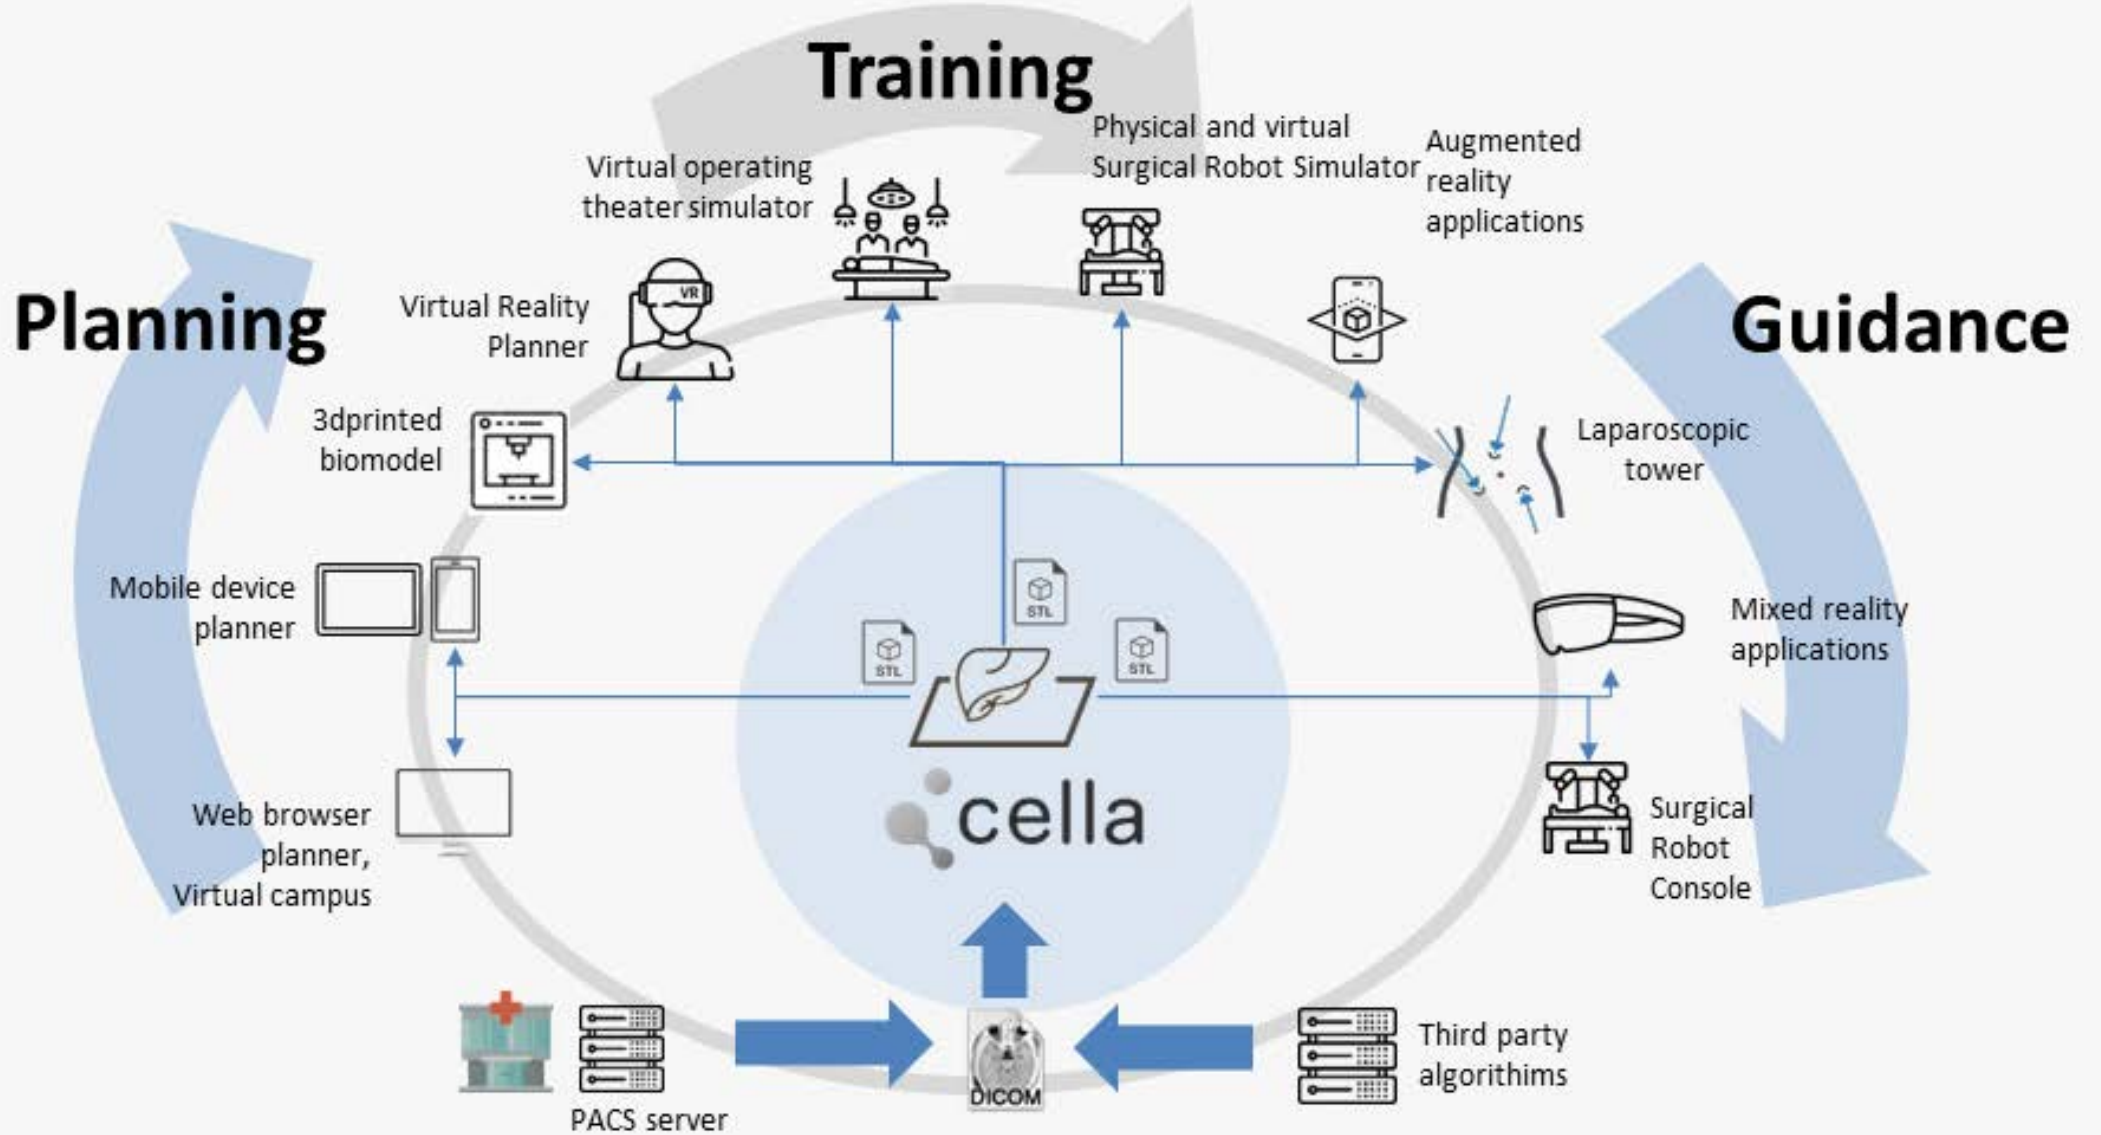 Training
Physical and virtual
Surgical Robot Simulator
Augmented
reality
applications
Virtual operating
theater simulator
Planning
Virtual Reality
Planner
VR
Guidance
3dprinted
biomodel
Laparoscopic
tower
Mobile device
planner
STL
STL
STL
Mixed reality
applications
cella
Web browser
planner,
Virtual campus
Surgical
Robot
Console
PACS server
DICOM
Third party
algorithims